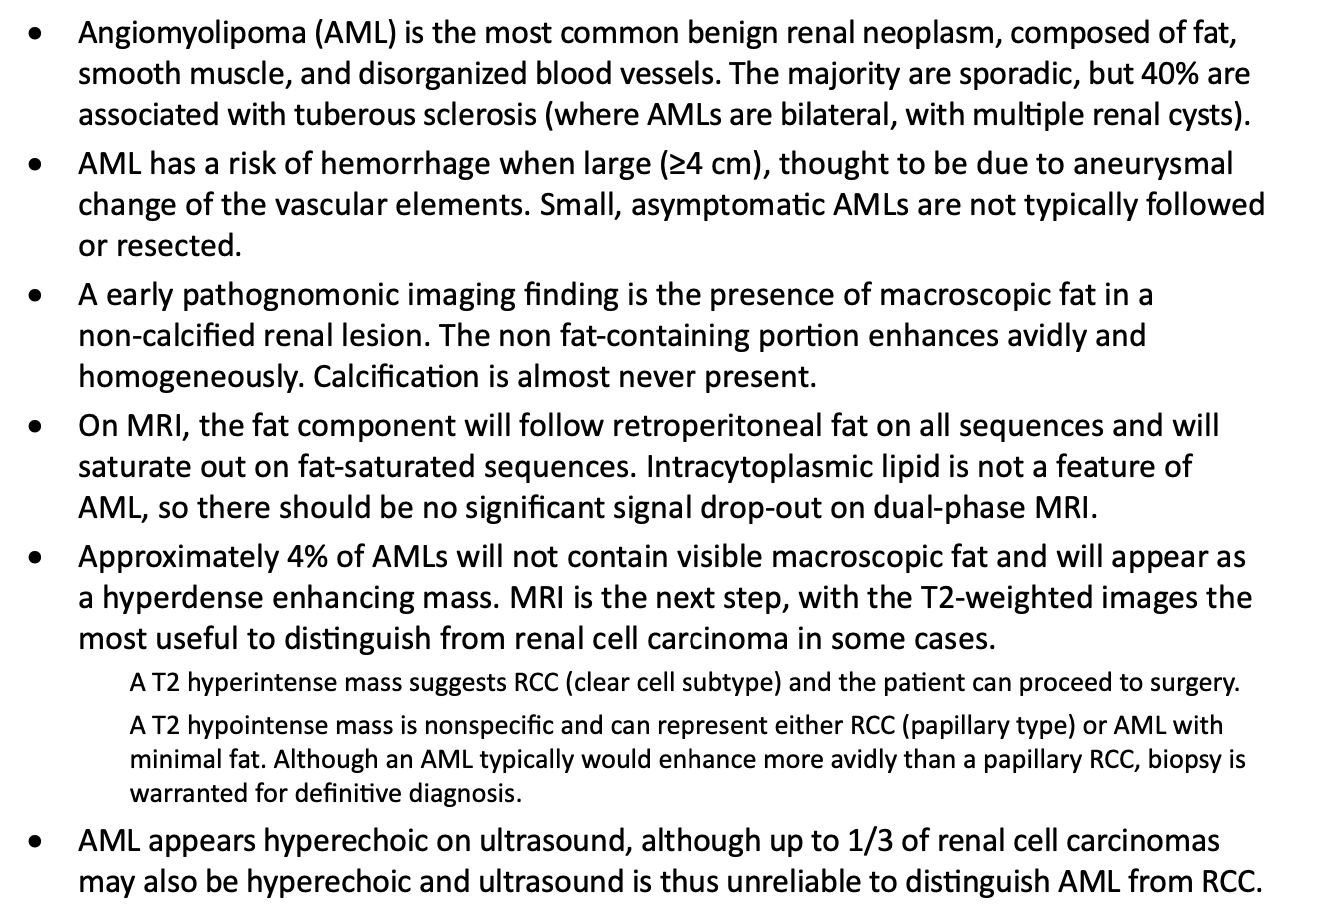 • Angiomyolipoma (AML) is the most common benign renal neoplasm, composed of fat,
smooth muscle, and disorganized blood vessels. The majority are sporadic, but 40% are
associated with tuberous sclerosis (where AMLs are bilateral, with multiple renal cysts).
• AML has a risk of hemorrhage when large (≥4 cm), thought to be due to aneurysmal
change of the vascular elements. Small, asymptomatic AMLs are not typically followed
or resected.
• A early pathognomonic imaging finding is the presence of macroscopic fat in a
non-calcified renal lesion. The non fat-containing portion enhances avidly and
homogeneously. Calcification is almost never present.
• On MRI, the fat component will follow retroperitoneal fat on all sequences and will
saturate out on fat-saturated sequences. Intracytoplasmic lipid is not a feature of
AML, so there should be no significant signal drop-out on dual-phase MRI.
• Approximately 4% of AMLs will not contain visible macroscopic fat and will appear as
a hyperdense enhancing mass. MRI is the next step, with the T2-weighted images the
most useful to distinguish from renal cell carcinoma in some cases.
A T2 hyperintense mass suggests RCC (clear cell subtype) and the patient can proceed to surgery.
A T2 hypointense mass is nonspecific and can represent either RCC (papillary type) or AML with
minimal fat. Although an AML typically would enhance more avidly than a papillary RCC, biopsy is
warranted for definitive diagnosis.
• AML appears hyperechoic on ultrasound, although up to 1/3 of renal cell carcinomas
may also be hyperechoic and ultrasound is thus unreliable to distinguish AML from RCC.